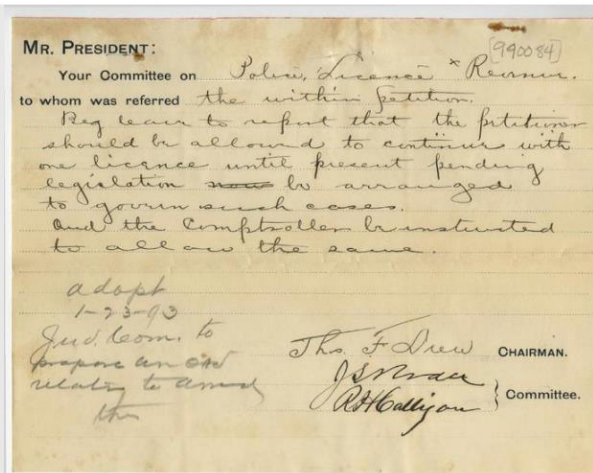 [990084]
MR. PRESIDENT:
Your Committee on Police, Licence & Revenue.
to whom was referred the within petition.
Beg leave to report that the petitioner
should be allowed to continue with
one licence until present pending
legislation be arranged
to govern such cases.
And the Comptroller be instructed
to allow the same.
adopt
1-23-93
Jud. Com. to
prepare an Ord
relating to
Thos. F Drew CHAIRMAN.
Committee.